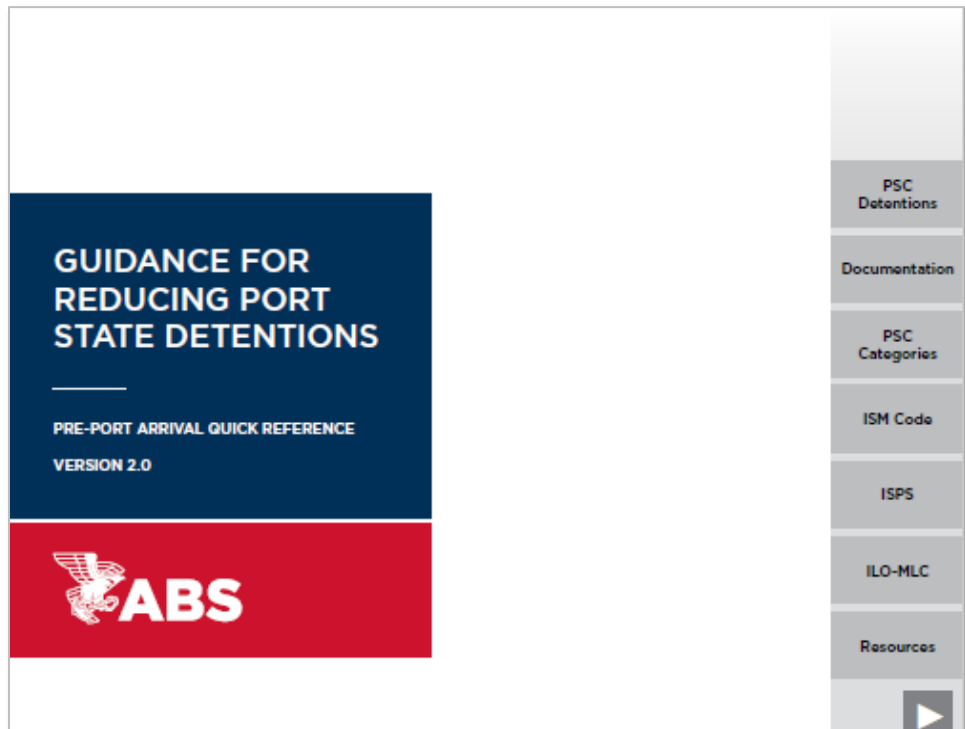 GUIDANCE FOR
REDUCING PORT
STATE DETENTIONS
PRE-PORT ARRIVAL QUICK REFERENCE
VERSION 2.0
ABS
PSC
Detentions
Documentation
PSC
Categories
ISM Code
ISPS
ILO-MLC
Resources